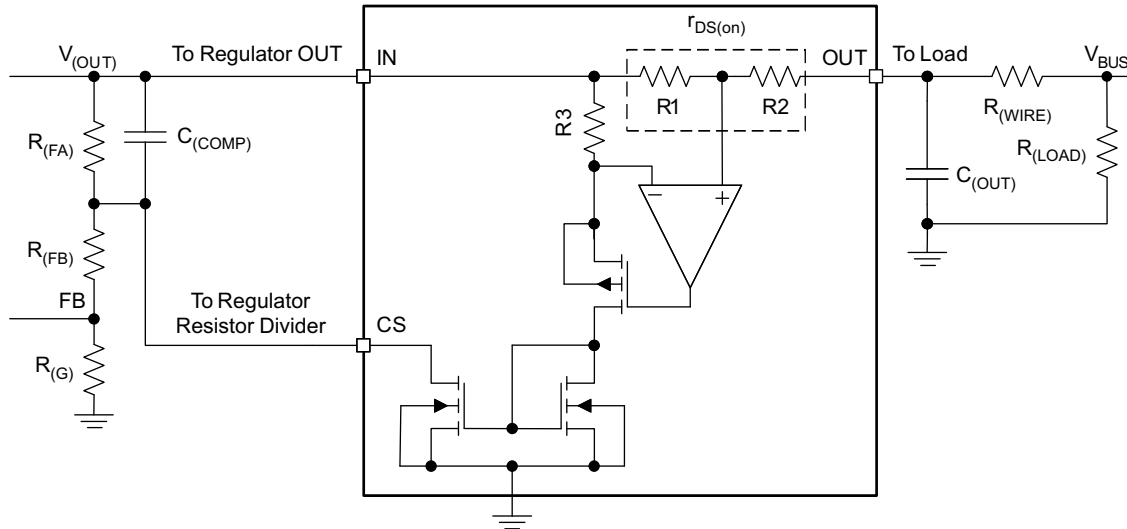 r_DS(on)
V_(OUT)
To Regulator OUT
IN
OUT
To Load
V_BUS
R1
R2
R3
R_(WIRE)
R_(FA)
C_(COMP)
R_(LOAD)
C_(OUT)
−
+
R_(FB)
FB
To Regulator
Resistor Divider
CS
R_(G)